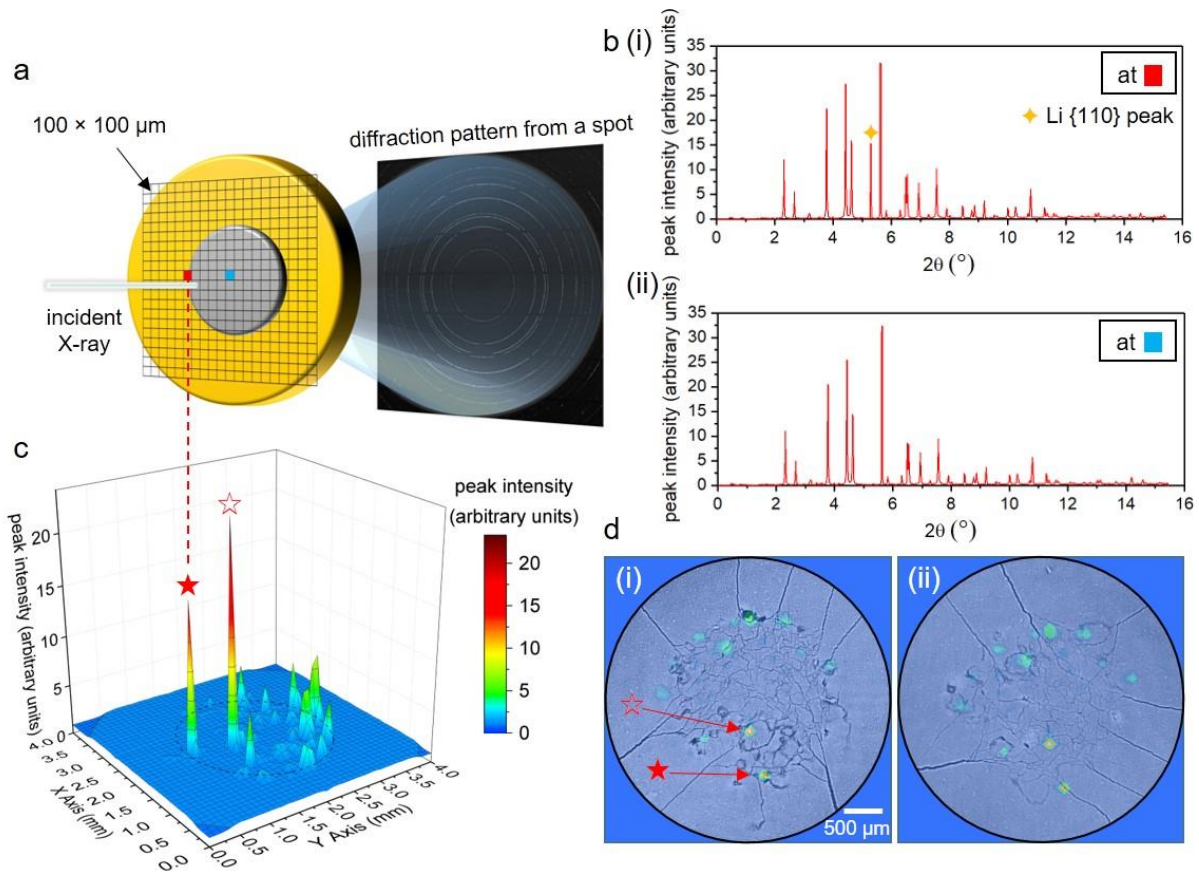 a
100 × 100 μm
diffraction pattern from a spot
incident
X-ray
b (i)
peak intensity (arbitrary units)
35
30
25
20
15
10
5
0
0 2 4 6 8 10 12 14 16
2θ (°)
at
Li {110} peak
(ii)
peak intensity (arbitrary units)
35
30
25
20
15
10
5
0
0 2 4 6 8 10 12 14 16
2θ (°)
at
c
peak intensity (arbitrary units)
20
15
10
5
0
4.0 3.5 3.0 2.5 2.0 1.5 1.0 0.5 0.0
X Axis (mm)
0.0 0.5 1.0 1.5 2.0 2.5 3.0 3.5 4.0
Y Axis (mm)
peak intensity
(arbitrary units)
20
15
10
5
0
d
(i)
500 μm
(ii)